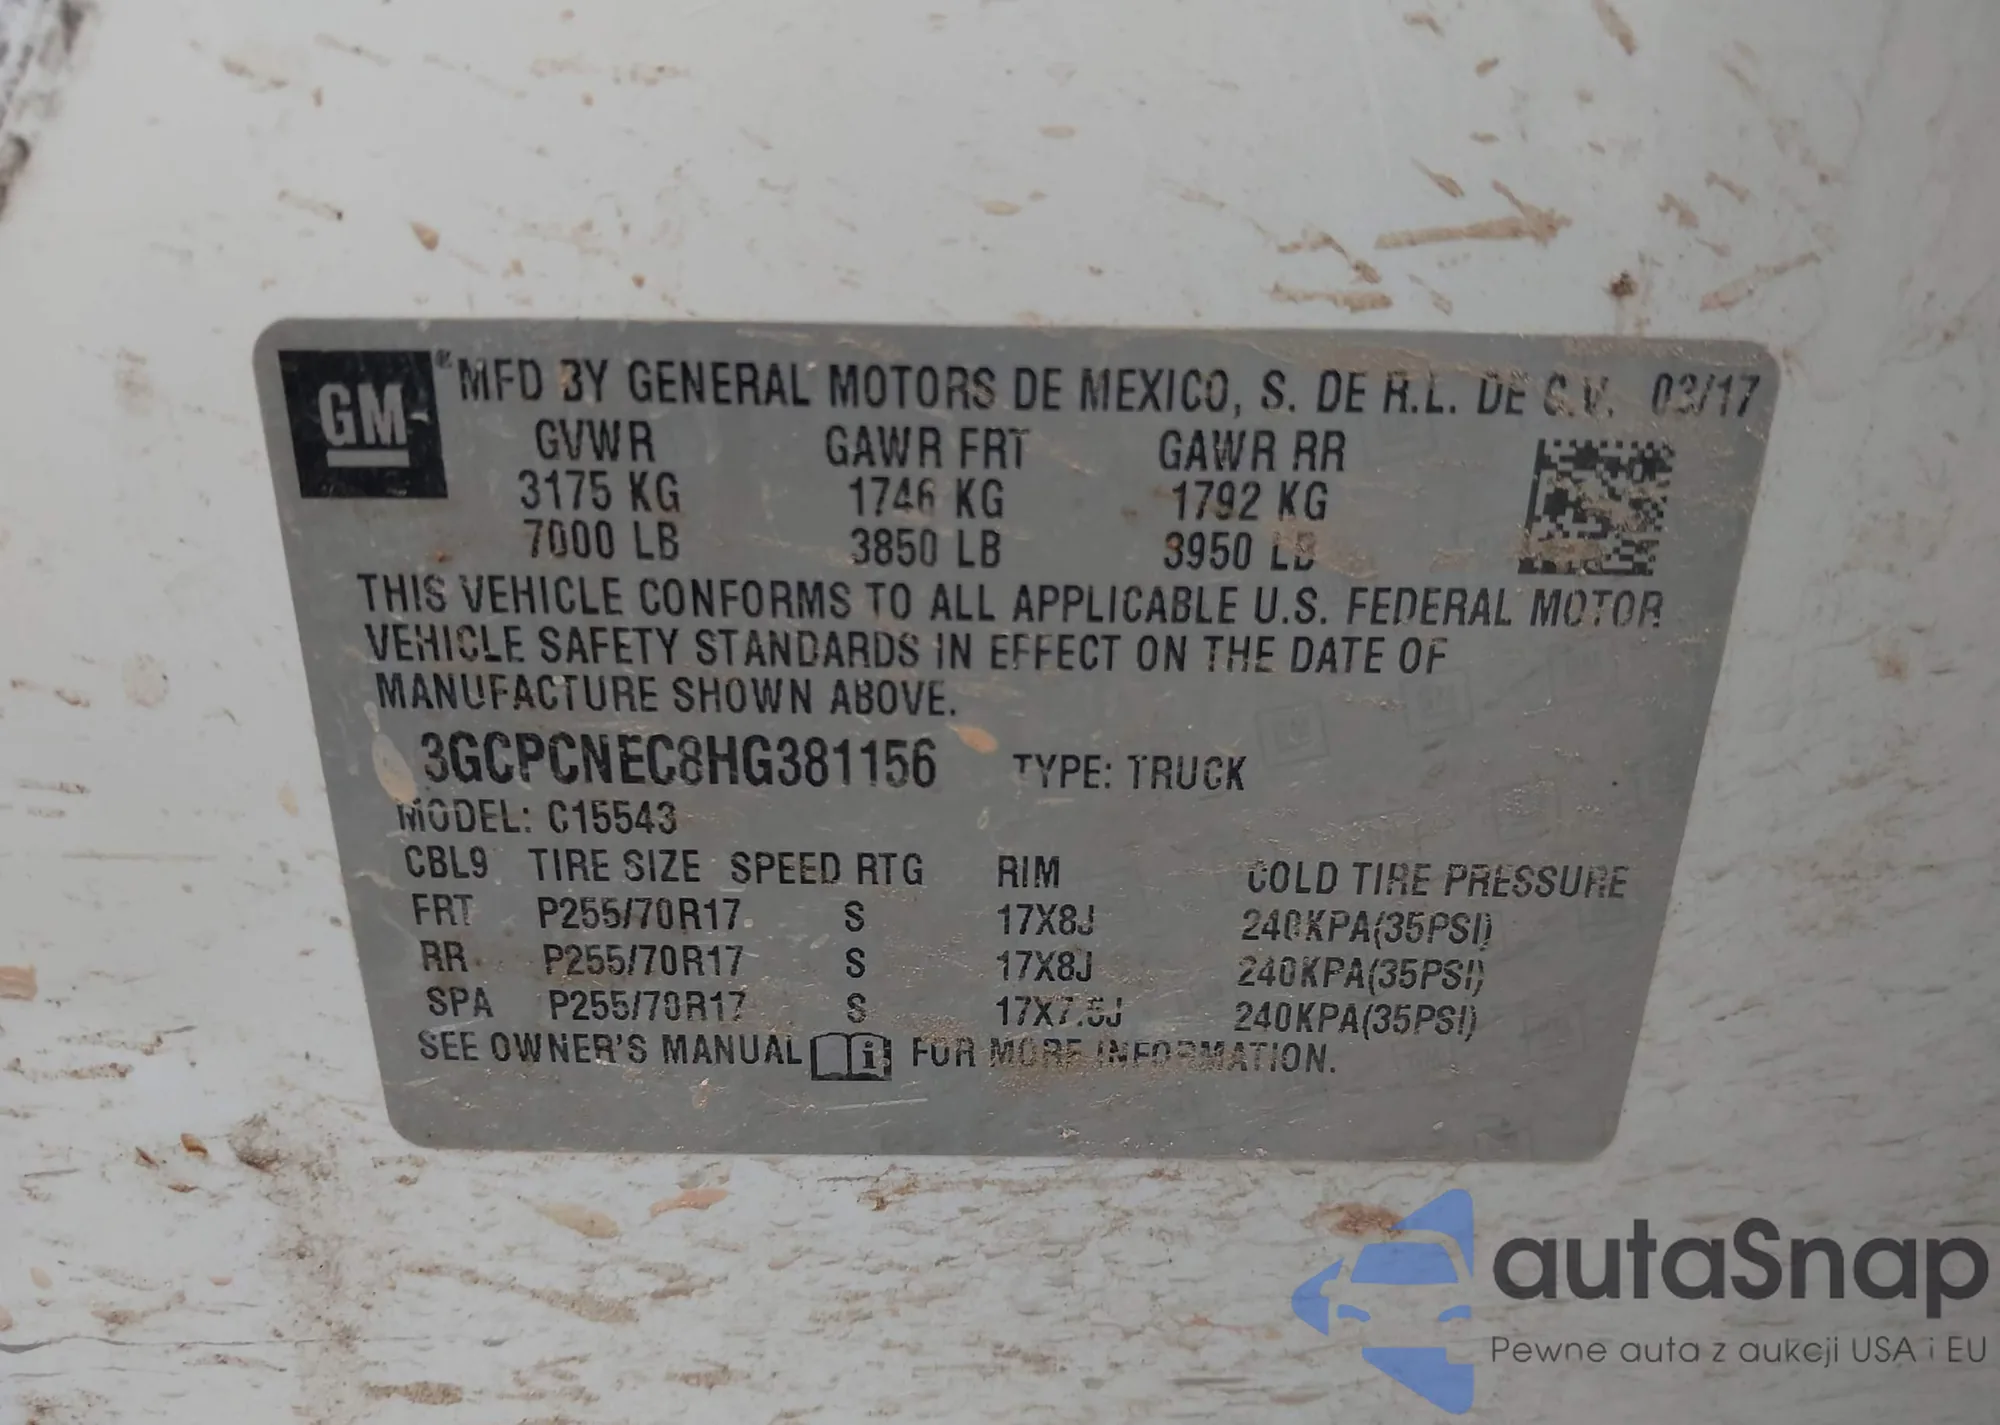 GM
® MFD BY GENERAL MOTORS DE MEXICO, S. DE R.L. DE C.V. 03/17
GVWR GAWR FRT GAWR RR
3175 KG 1746 KG 1792 KG
7000 LB 3850 LB 3950 LB
THIS VEHICLE CONFORMS TO ALL APPLICABLE U.S. FEDERAL MOTOR
VEHICLE SAFETY STANDARDS IN EFFECT ON THE DATE OF
MANUFACTURE SHOWN ABOVE.
3GCPCNEC8HG381156 TYPE: TRUCK
MODEL: C15543
CBL9 TIRE SIZE SPEED RTG RIM COLD TIRE PRESSURE
FRT P255/70R17 S 17X8J 240KPA(35PSI)
RR P255/70R17 S 17X8J 240KPA(35PSI)
SPA P255/70R17 S 17X7.5J 240KPA(35PSI)
SEE OWNER'S MANUAL i FOR MORE INFORMATION.
autaSnap
Pewne auta z aukcji USA i EU